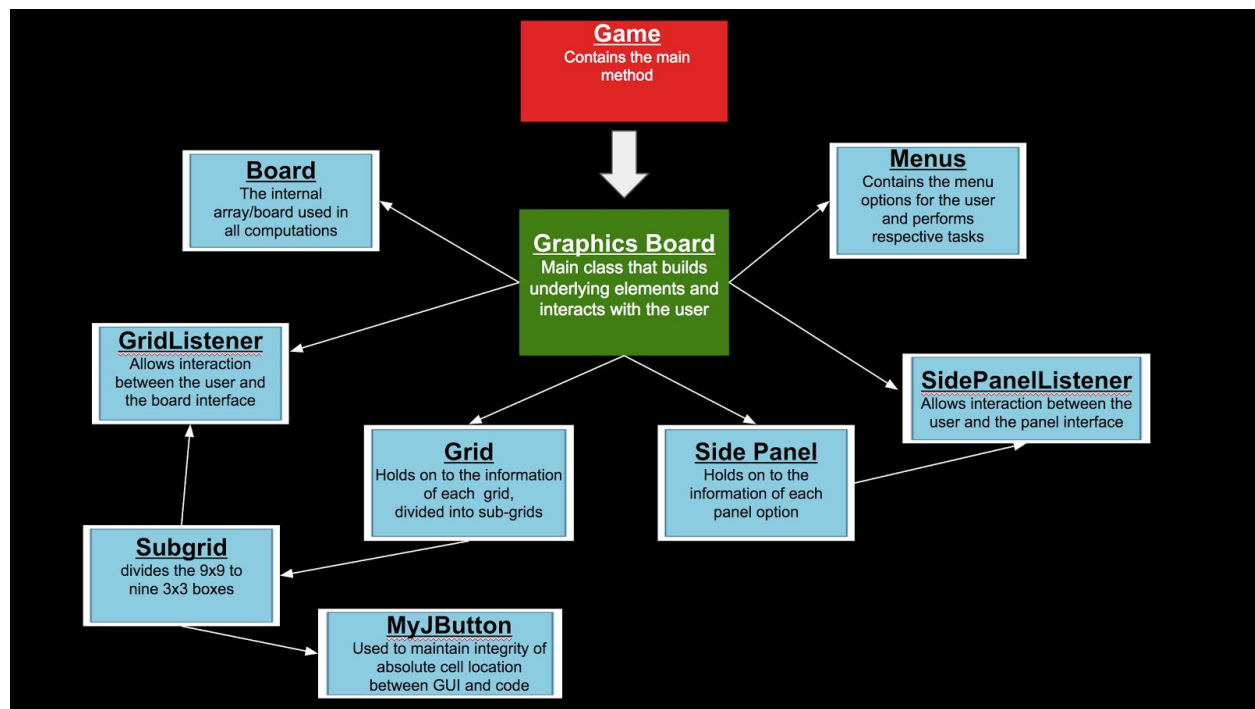 Game
Contains the main
method
Board
The internal
array/board used in
all computations
Menus
Contains the menu
options for the user
and performs
respective tasks
Graphics Board
Main class that builds
underlying elements and
interacts with the user
GridListener
Allows interaction
between the user and
the board interface
SidePanelListener
Allows interaction between the
user and the panel interface
Grid
Holds on to the information
of each grid,
divided into sub-grids
Side Panel
Holds on to the
information of each
panel option
Subgrid
divides the 9x9 to
nine 3x3 boxes
MyJButton
Used to maintain integrity of
absolute cell location
between GUI and code